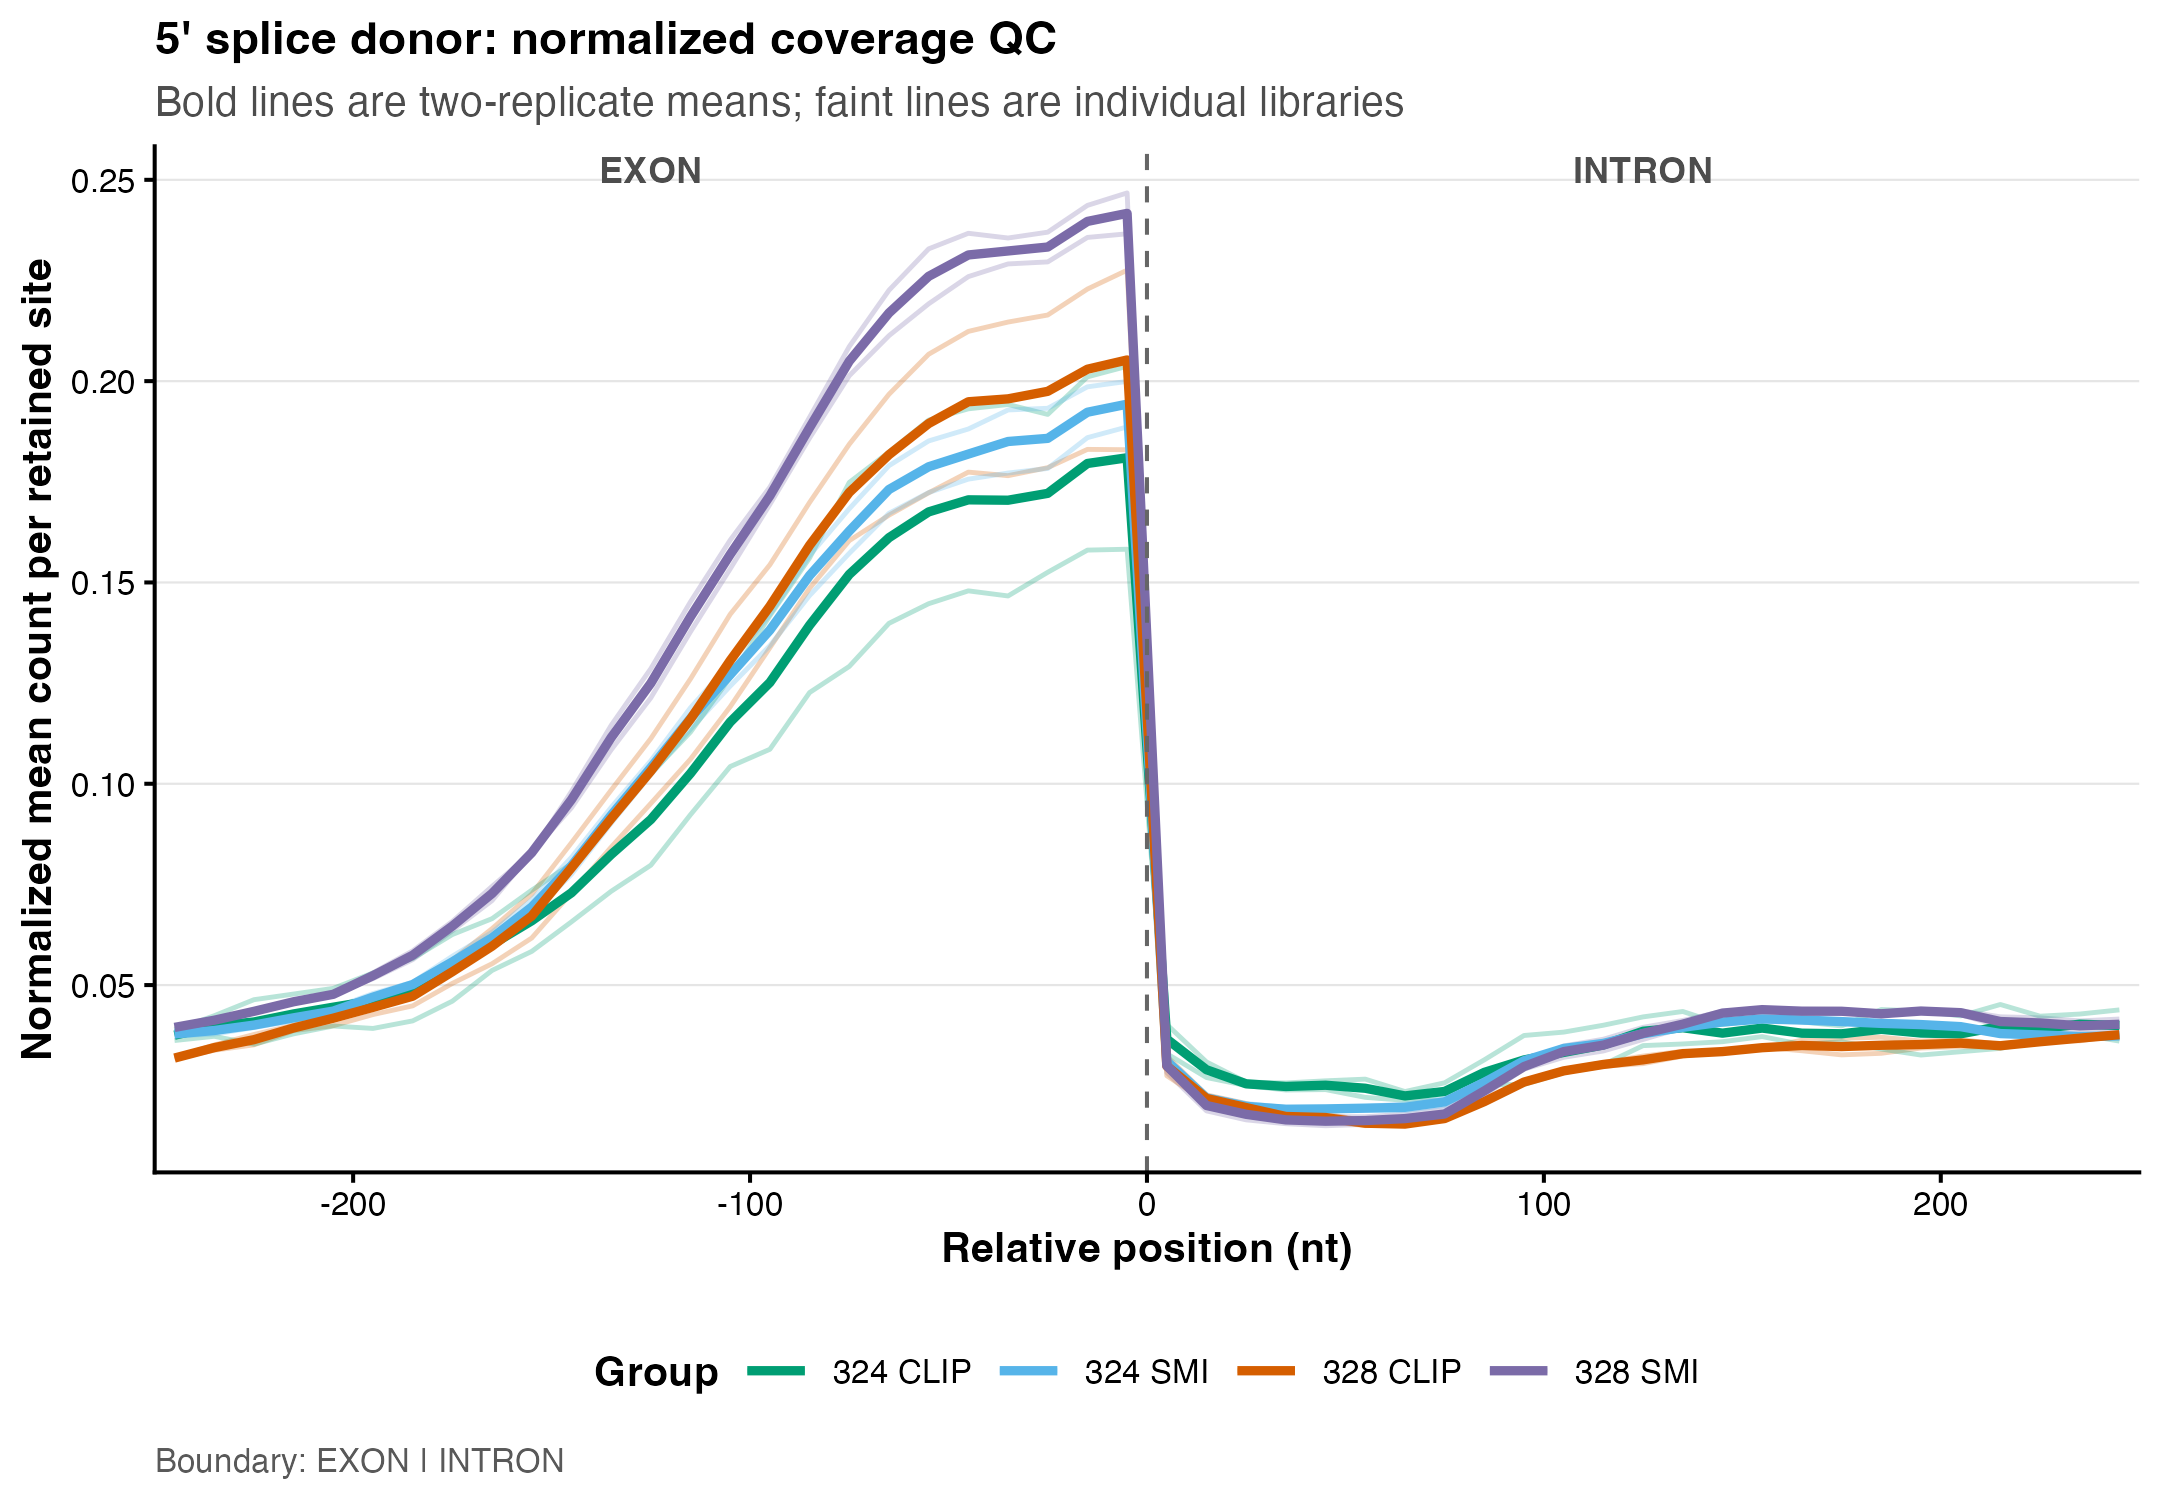 5' splice donor: normalized coverage QC
Bold lines are two-replicate means; faint lines are individual libraries
EXON INTRON
Normalized mean count per retained site
0.25
0.20
0.15
0.10
0.05
-200 -100 0 100 200
Relative position (nt)
Group 324 CLIP 324 SMI 328 CLIP 328 SMI
Boundary: EXON | INTRON